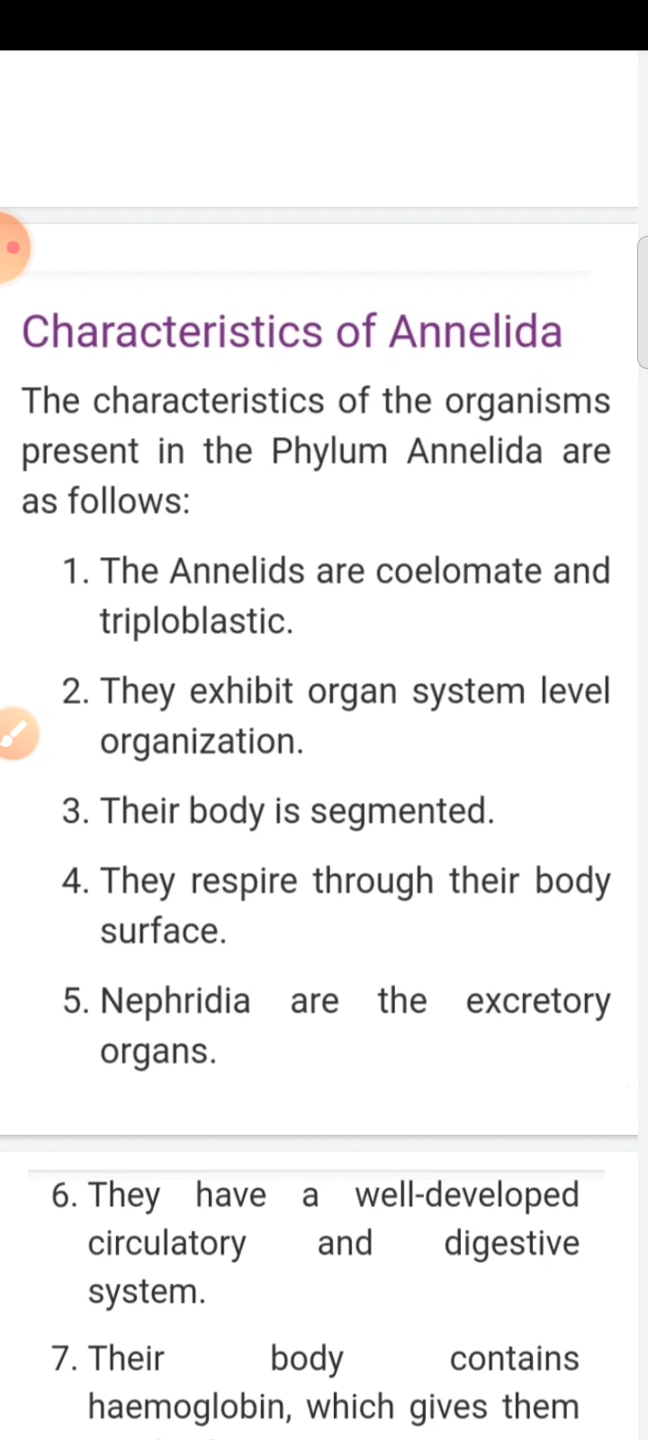 Characteristics of Annelida
The characteristics of the organisms
present in the Phylum Annelida are
as follows:
1. The Annelids are coelomate and
triploblastic.
2. They exhibit organ system level
organization.
3. Their body is segmented.
4. They respire through their body
surface.
5. Nephridia are the excretory
organs.
6. They have a well-developed
circulatory and digestive
system.
7. Their body contains
haemoglobin, which gives them